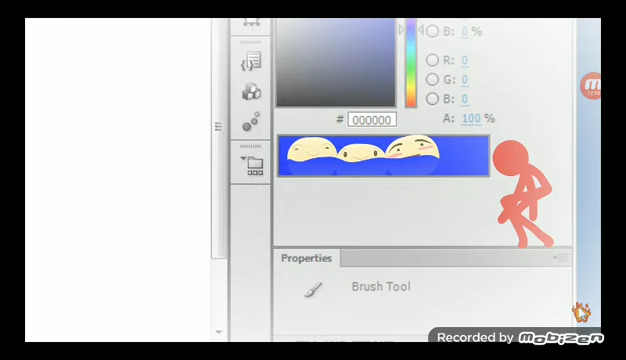 B: 0 %
R: 0
G: 0
B: 0
# 000000
A: 100 %
Properties
Brush Tool
Recorded by Mobizen